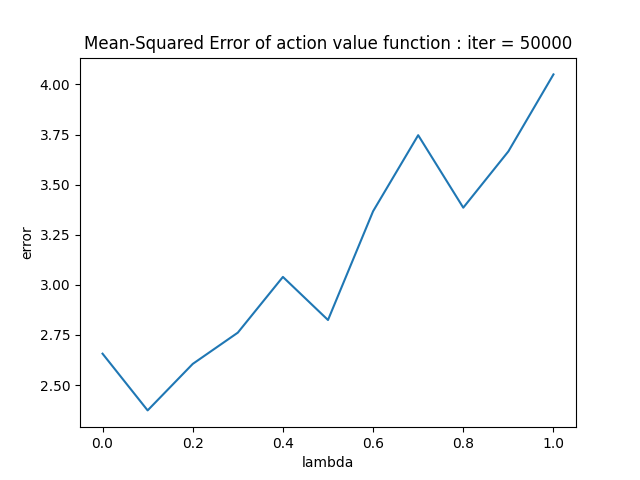 Mean-Squared Error of action value function : iter = 50000
4.00
3.75
3.50
3.25
3.00
2.75
2.50
error
0.0 0.2 0.4 0.6 0.8 1.0
lambda